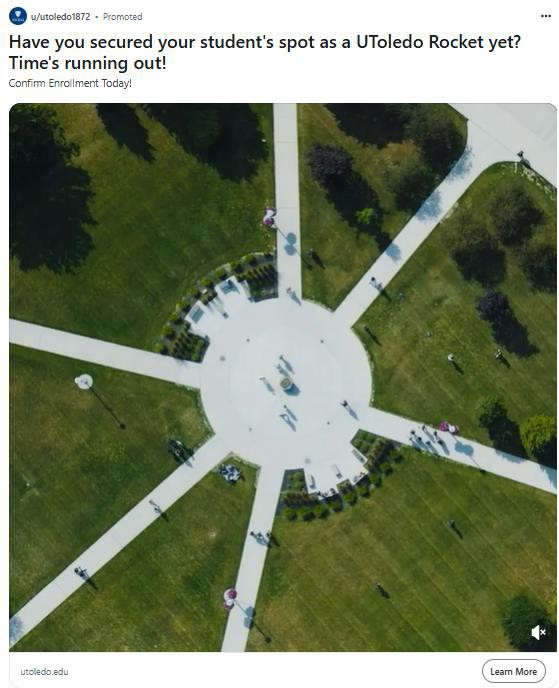 u/utoledo1872 • Promoted
Have you secured your student's spot as a UToledo Rocket yet?
Time's running out!
Confirm Enrollment Today!
utoledo.edu
Learn More